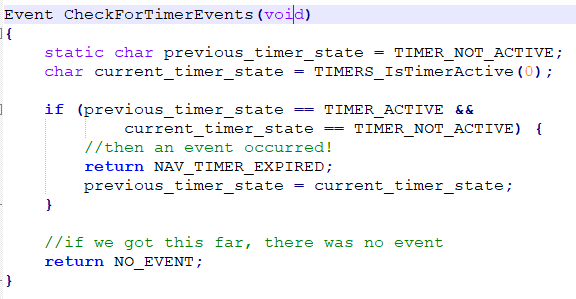 Event CheckForTimerEvents(void)
{
    static char previous_timer_state = TIMER_NOT_ACTIVE;
    char current_timer_state = TIMERS_IsTimerActive(0);

    if (previous_timer_state == TIMER_ACTIVE &&
            current_timer_state == TIMER_NOT_ACTIVE) {
        //then an event occurred!
        return NAV_TIMER_EXPIRED;
        previous_timer_state = current_timer_state;
    }

    //if we got this far, there was no event
    return NO_EVENT;
}